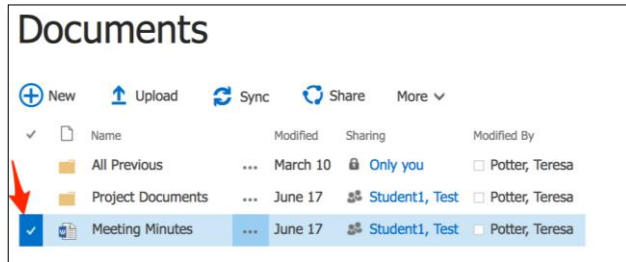 Documents
New Upload Sync Share More
Name Modified Sharing Modified By
All Previous ... March 10 Only you Potter, Teresa
Project Documents ... June 17 Student1, Test Potter, Teresa
Meeting Minutes ... June 17 Student1, Test Potter, Teresa